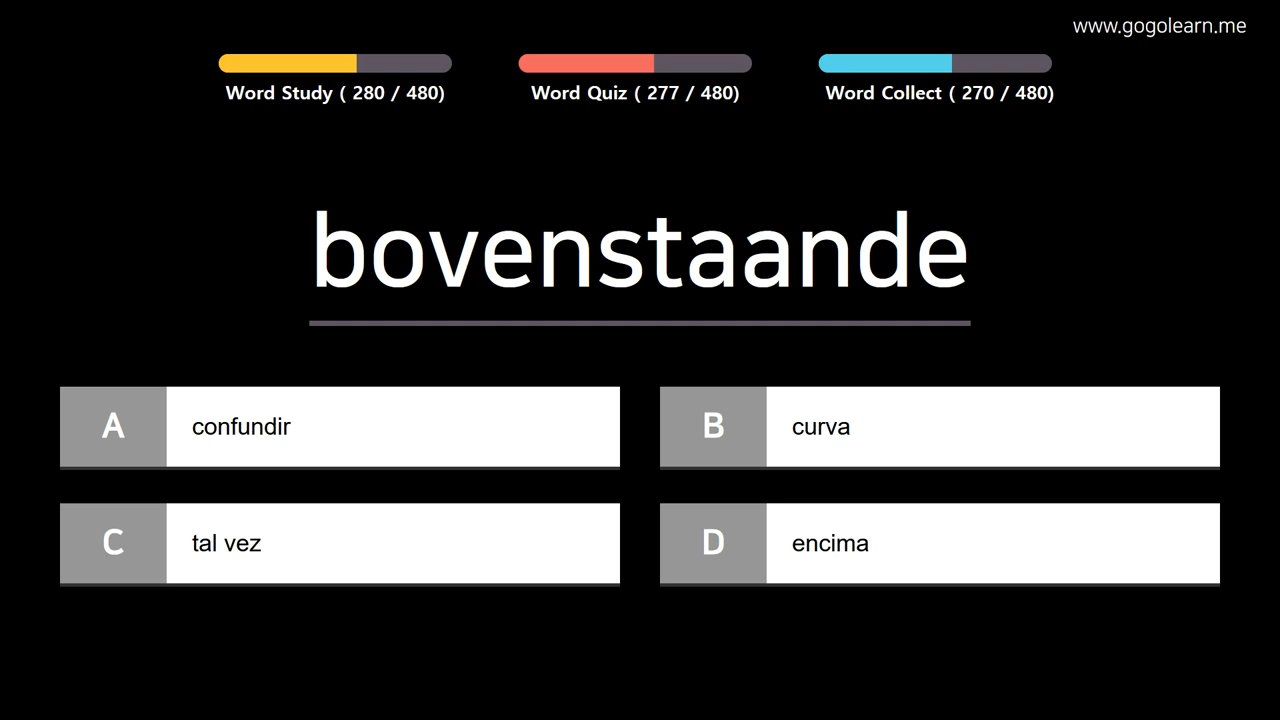 www.gogolearn.me
Word Study ( 280 / 480)
Word Quiz ( 277 / 480)
Word Collect ( 270 / 480)
bovenstaande
A confundir
B curva
C tal vez
D encima